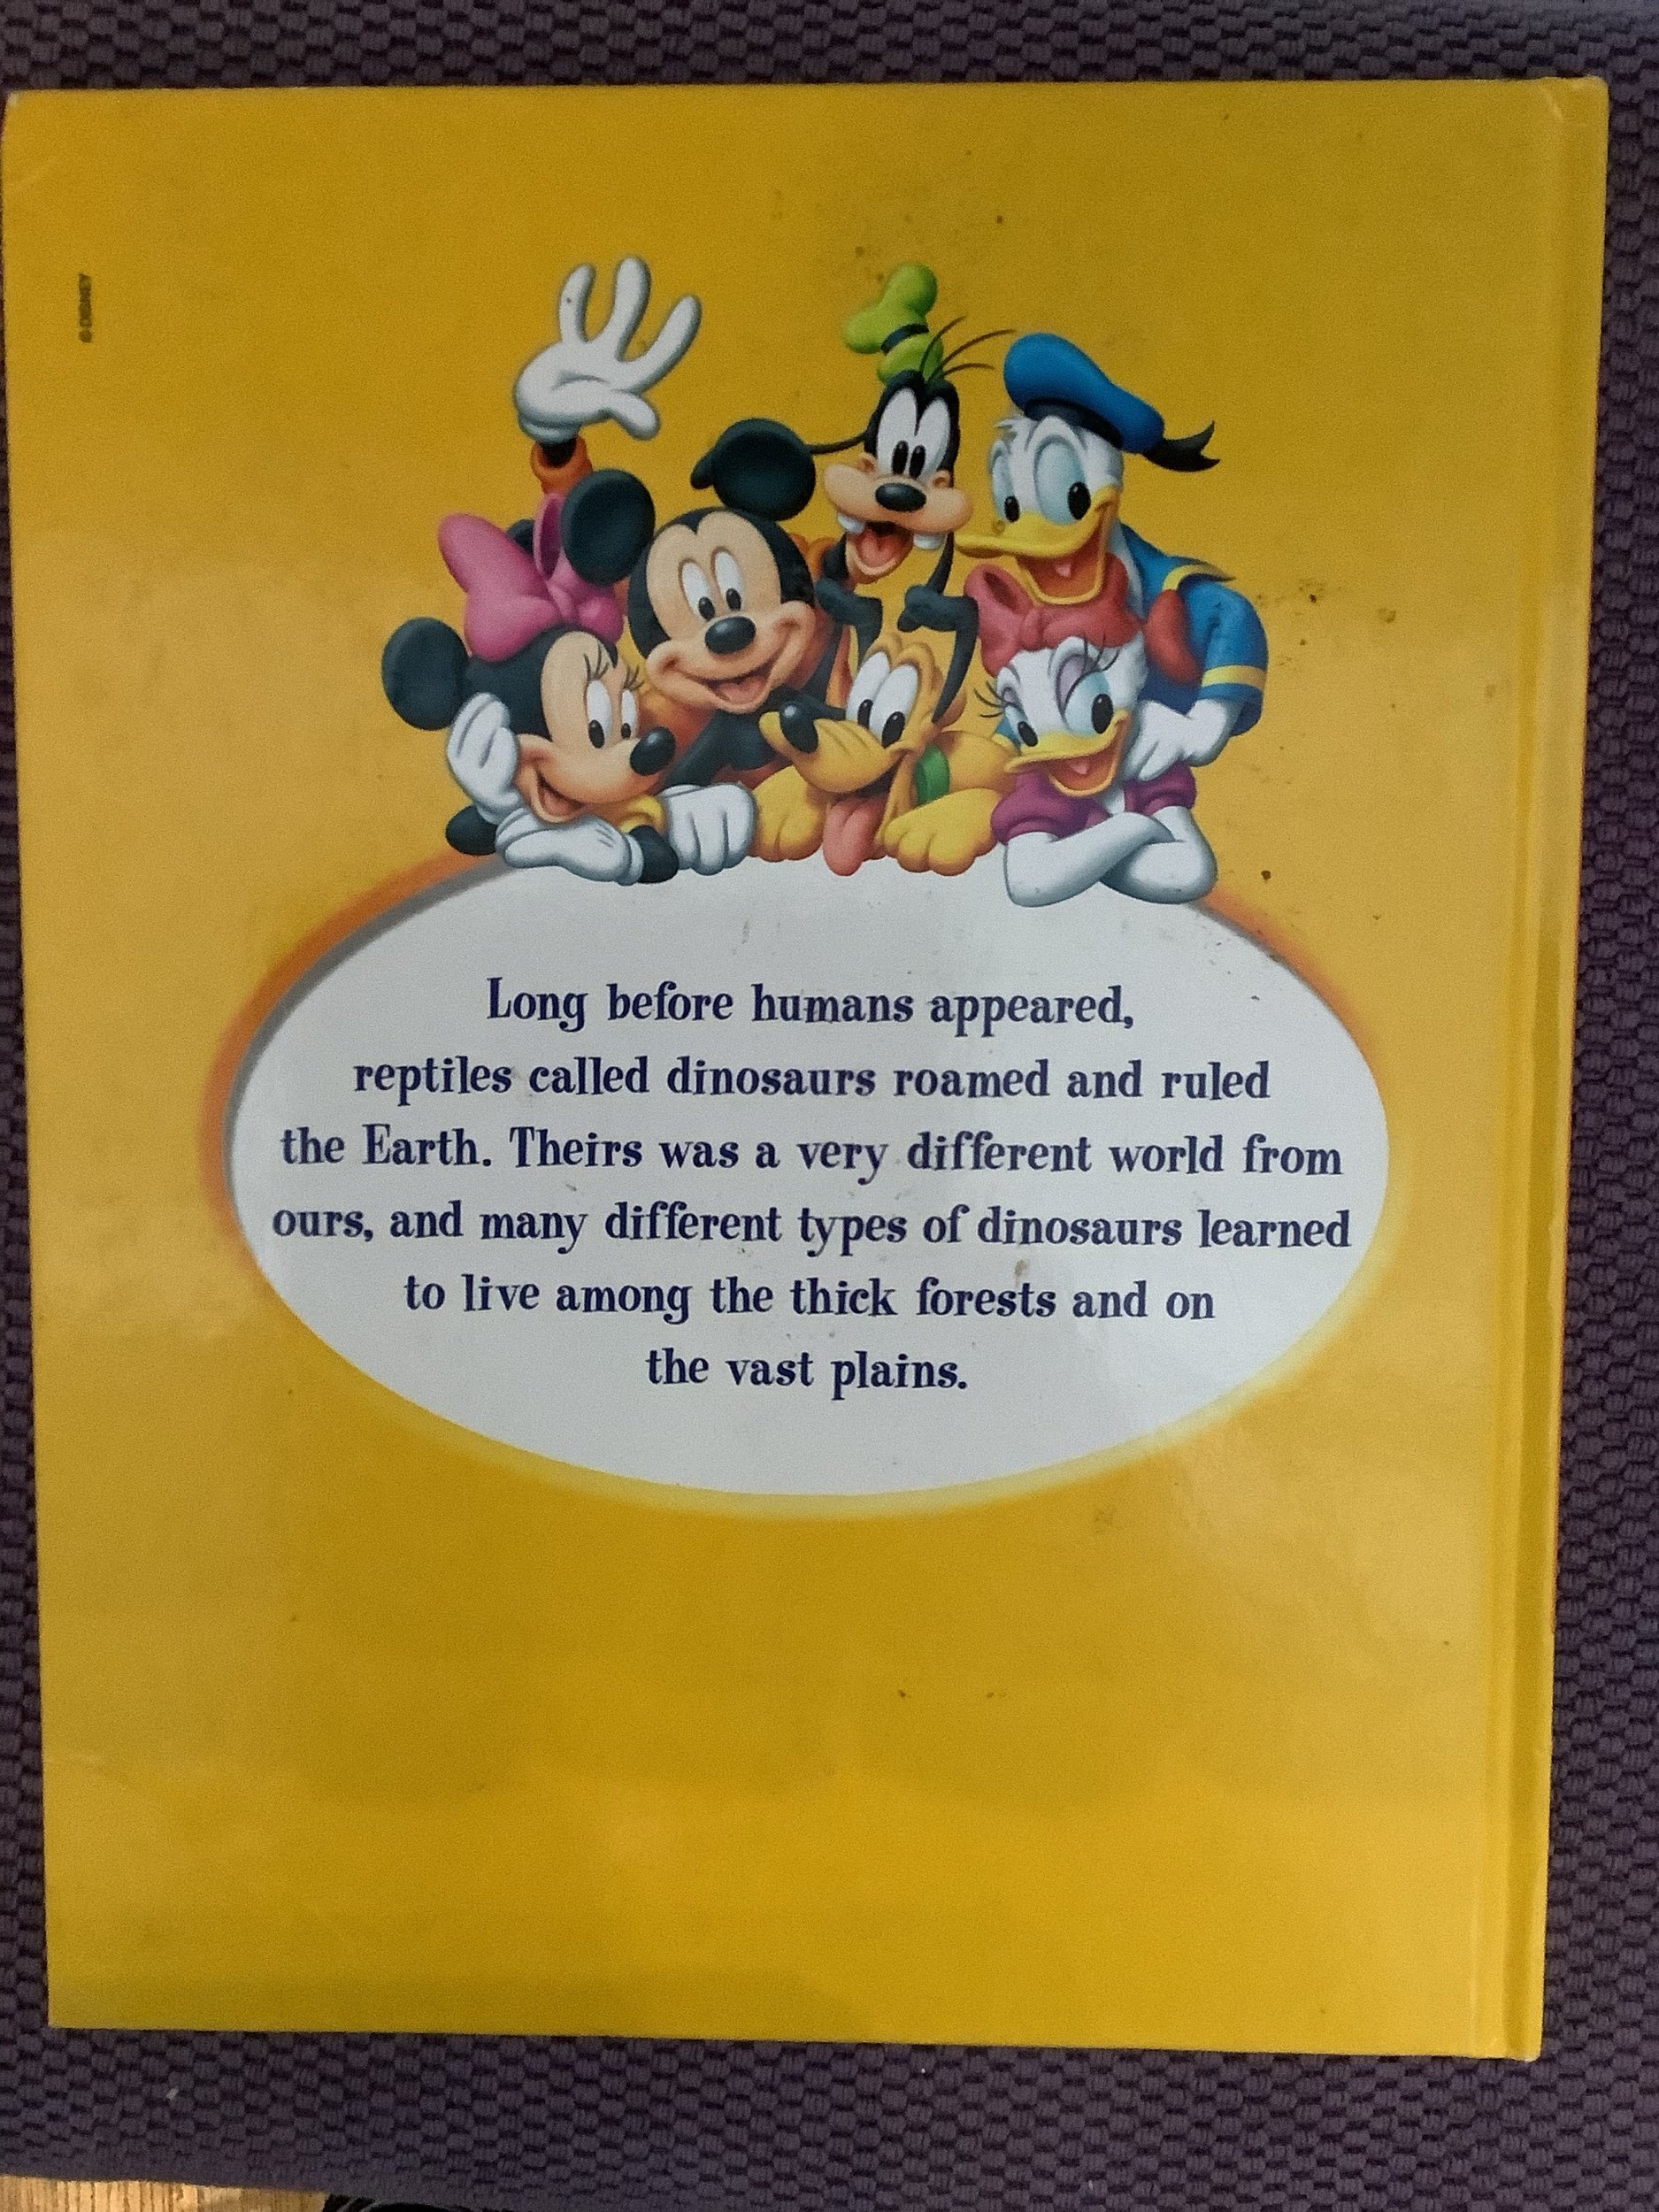 ©DISNEY
Long before humans appeared,
reptiles called dinosaurs roamed and ruled
the Earth. Theirs was a very different world from
ours, and many different types of dinosaurs learned
to live among the thick forests and on
the vast plains.